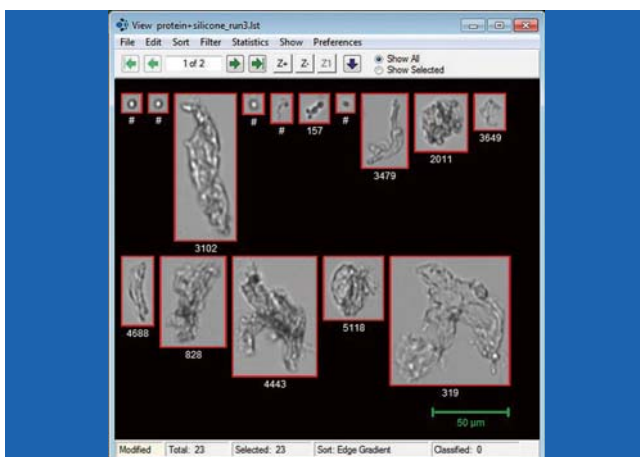 View protein+silicone_run3.lst
File Edit Sort Filter Statistics Show Preferences
1 of 2 Z+ Z- Z1 Show All
Show Selected
# # # # 157 # 3479 2011 3649
3102
4688 828 4443 5118 319
50 µm
Modified Total: 23 Selected: 23 Sort: Edge Gradient Classified: 0